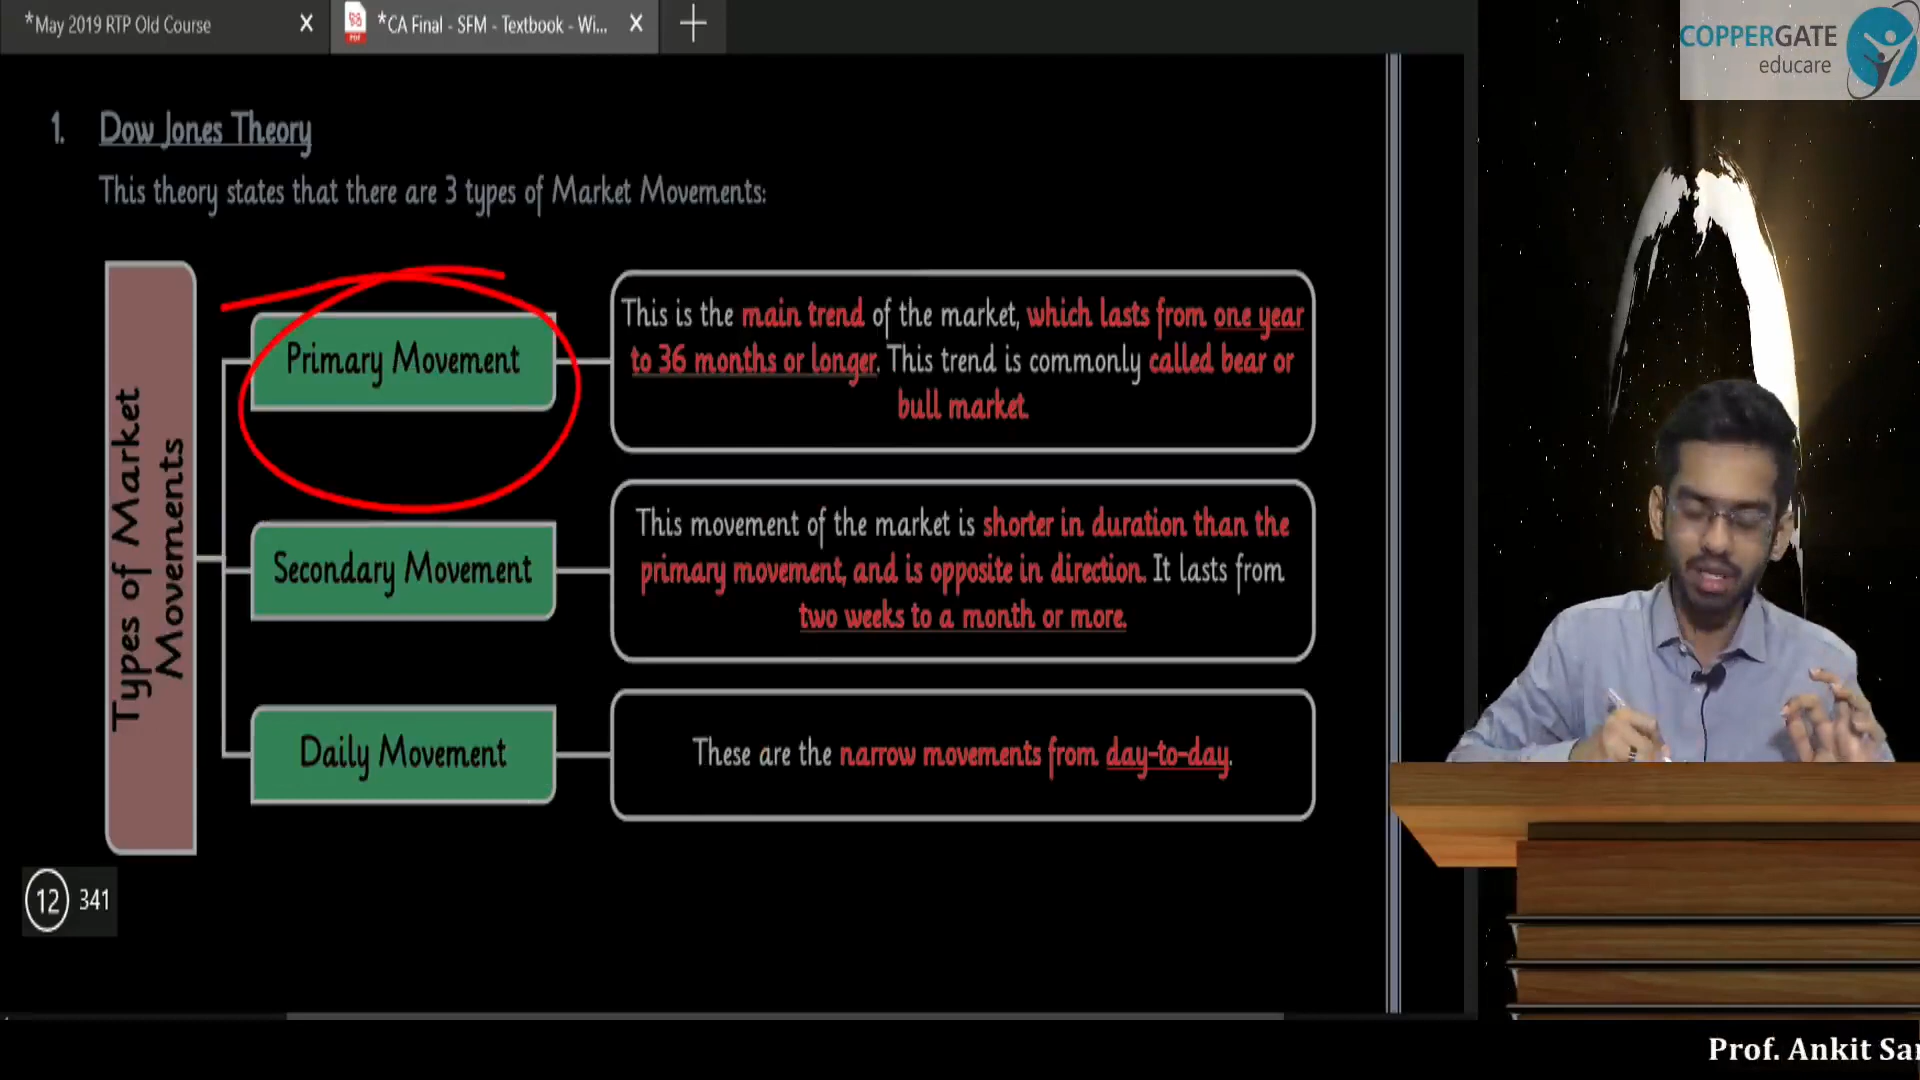 *May 2019 RTP Old Course
*CA Final - SFM - Textbook - Wi...
COPPERGATE
educare
1. Dow Jones Theory
This theory states that there are 3 types of Market Movements:
Types of Market
Movements
Primary Movement
This is the main trend of the market, which lasts from one year
to 36 months or longer. This trend is commonly called bear or
bull market.
Secondary Movement
This movement of the market is shorter in duration than the
primary movement, and is opposite in direction. It lasts from
two weeks to a month or more.
Daily Movement
These are the narrow movements from day-to-day.
12 341
Prof. Ankit